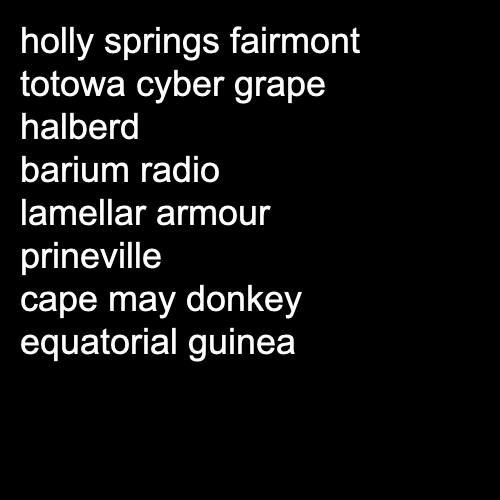 holly springs fairmont
totowa cyber grape
halberd
barium radio
lamellar armour
prineville
cape may donkey
equatorial guinea